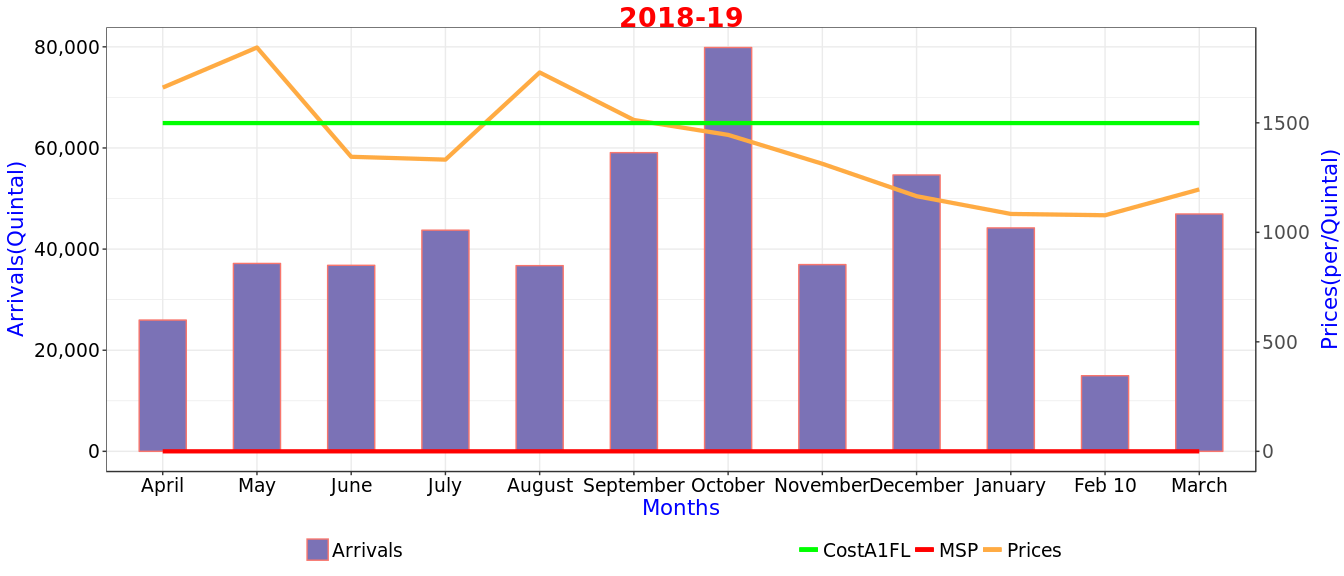 2018-19
80,000
60,000
40,000
20,000
0
Arrivals(Quintal)
1500
1000
500
0
Prices(per/Quintal)
April May June July August September October November December January Feb 10 March
Months
Arrivals CostA1FL MSP Prices